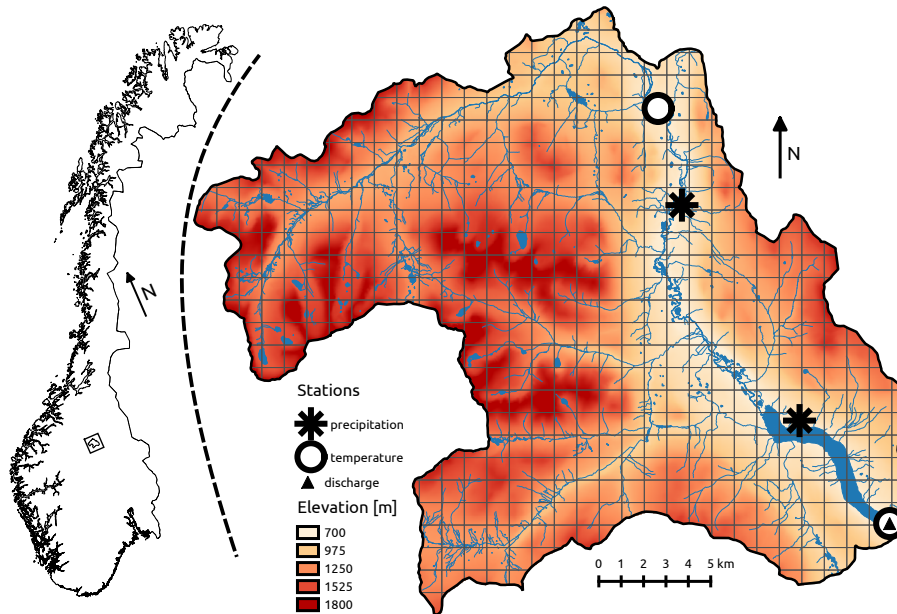 N
N
Stations
precipitation
temperature
discharge
Elevation [m]
700
975
1250
1525
1800
0 1 2 3 4 5 km